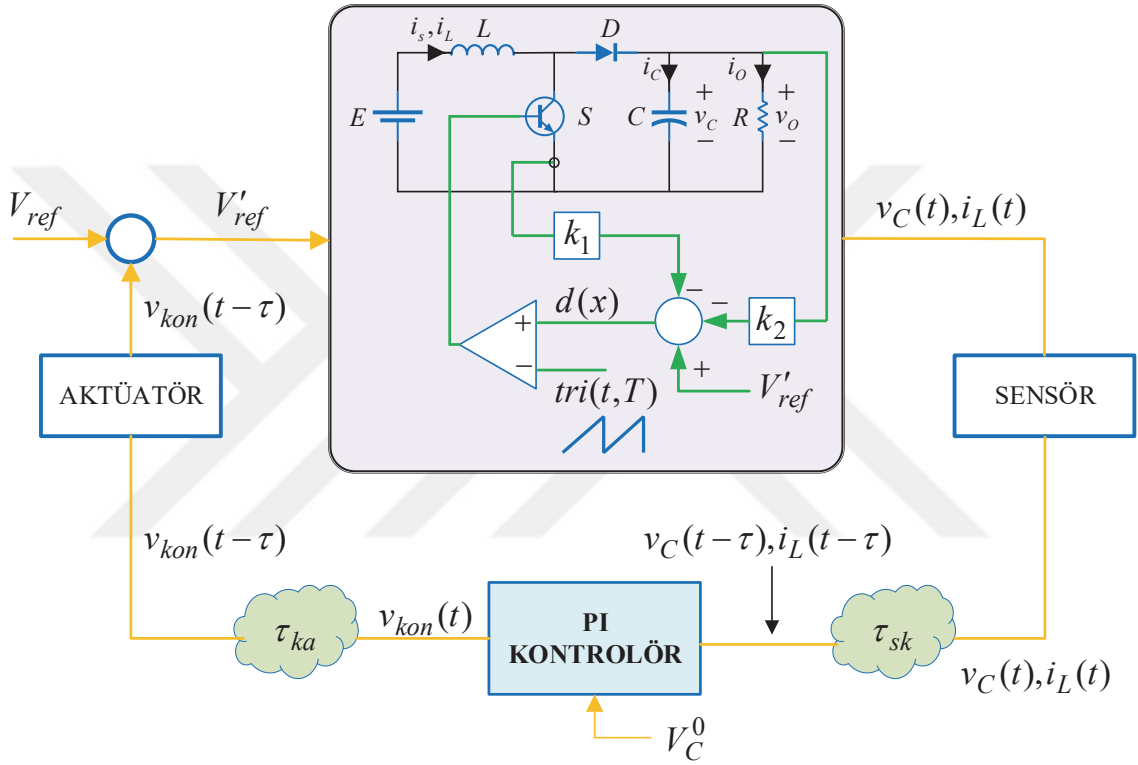 i_s, i_L
L
D
E
S
i_C
i_O
C
+
v_C
−
R
+
v_O
−
V_ref
V'_ref
v_C(t), i_L(t)
k_1
−
−
k_2
d(x)
+
−
+
tri(t,T)
V'_ref
v_kon(t−τ)
AKTÜATÖR
SENSÖR
v_kon(t−τ)
v_C(t−τ), i_L(t−τ)
τ_ka
v_kon(t)
PI
KONTROLÖR
τ_sk
v_C(t), i_L(t)
V_C^0